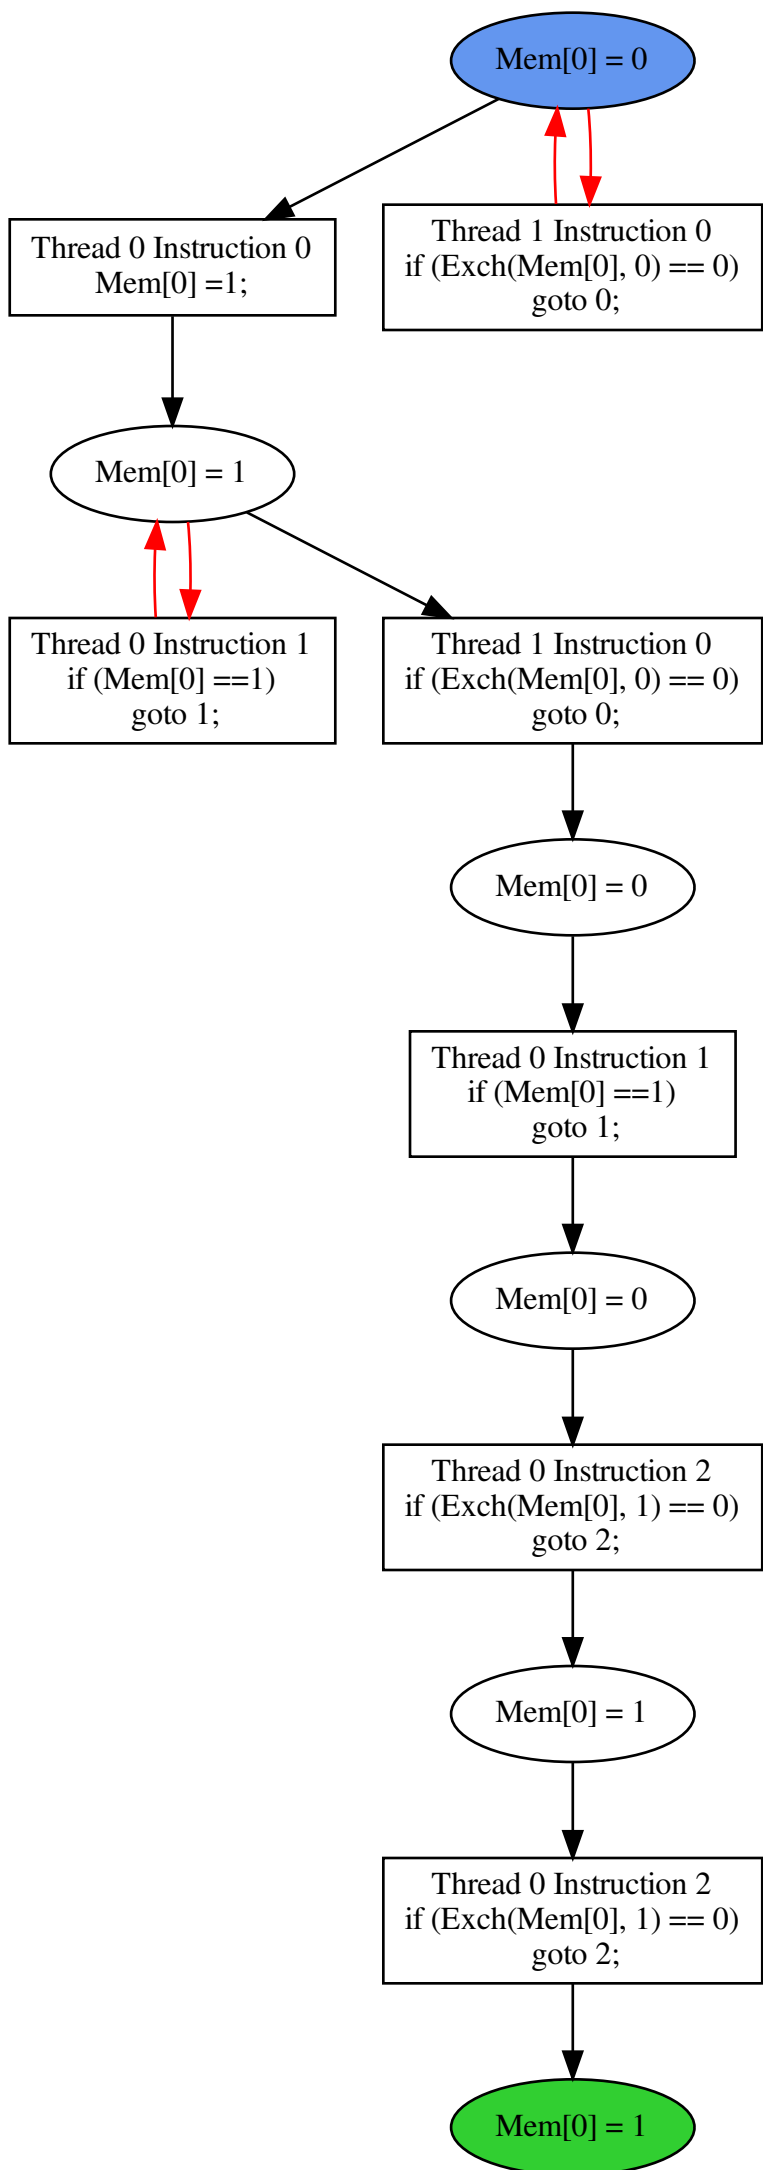 Mem[0] = 0
Thread 0 Instruction 0
Mem[0] =1;
Thread 1 Instruction 0
if (Exch(Mem[0], 0) == 0)
goto 0;
Mem[0] = 1
Thread 0 Instruction 1
if (Mem[0] ==1)
goto 1;
Thread 1 Instruction 0
if (Exch(Mem[0], 0) == 0)
goto 0;
Mem[0] = 0
Thread 0 Instruction 1
if (Mem[0] ==1)
goto 1;
Mem[0] = 0
Thread 0 Instruction 2
if (Exch(Mem[0], 1) == 0)
goto 2;
Mem[0] = 1
Thread 0 Instruction 2
if (Exch(Mem[0], 1) == 0)
goto 2;
Mem[0] = 1